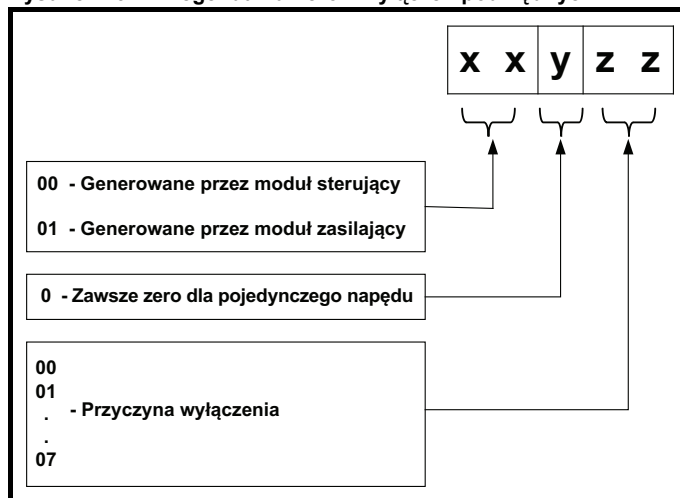 x x y z z
00 - Generowane przez moduł sterujący
01 - Generowane przez moduł zasilający
0 - Zawsze zero dla pojedynczego napędu
00
01
- Przyczyna wyłączenia
.
.
07